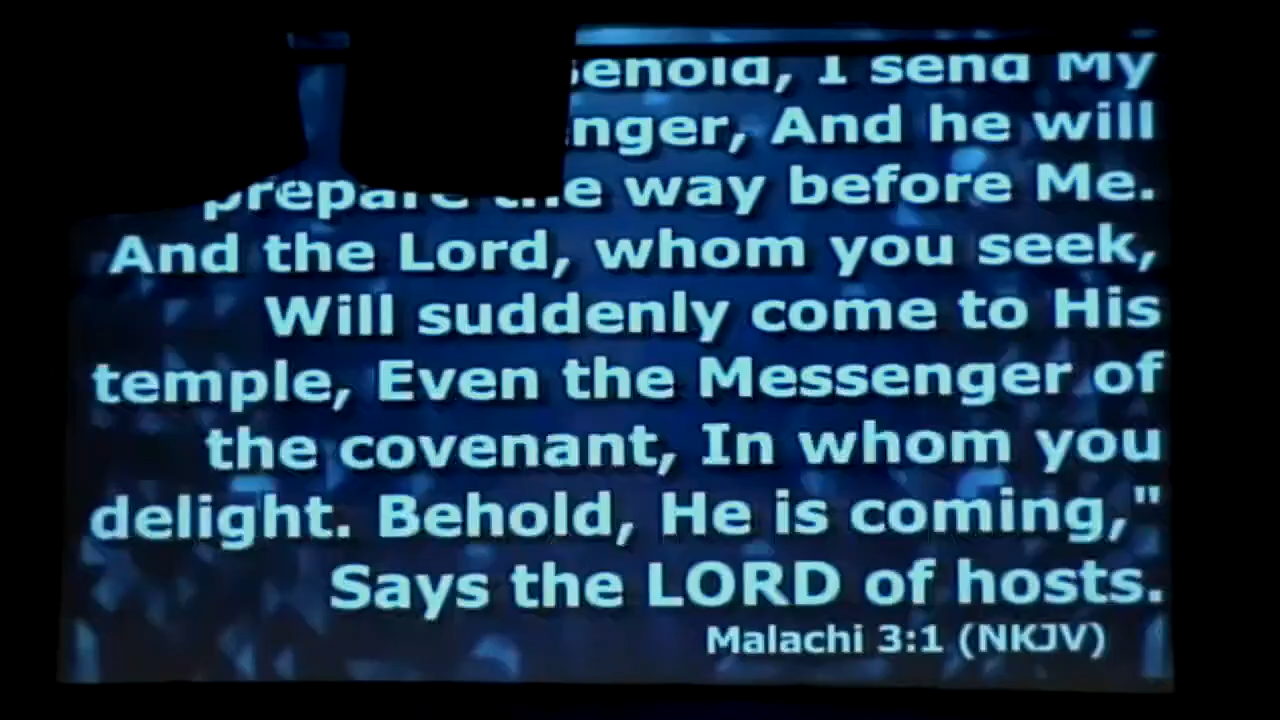 I send My
And he will
prepare the way before Me.
And the Lord, whom you seek,
Will suddenly come to His
temple, Even the Messenger of
the covenant, In whom you
delight. Behold, He is coming,"
Says the LORD of hosts.
Malachi 3:1 (NKJV)